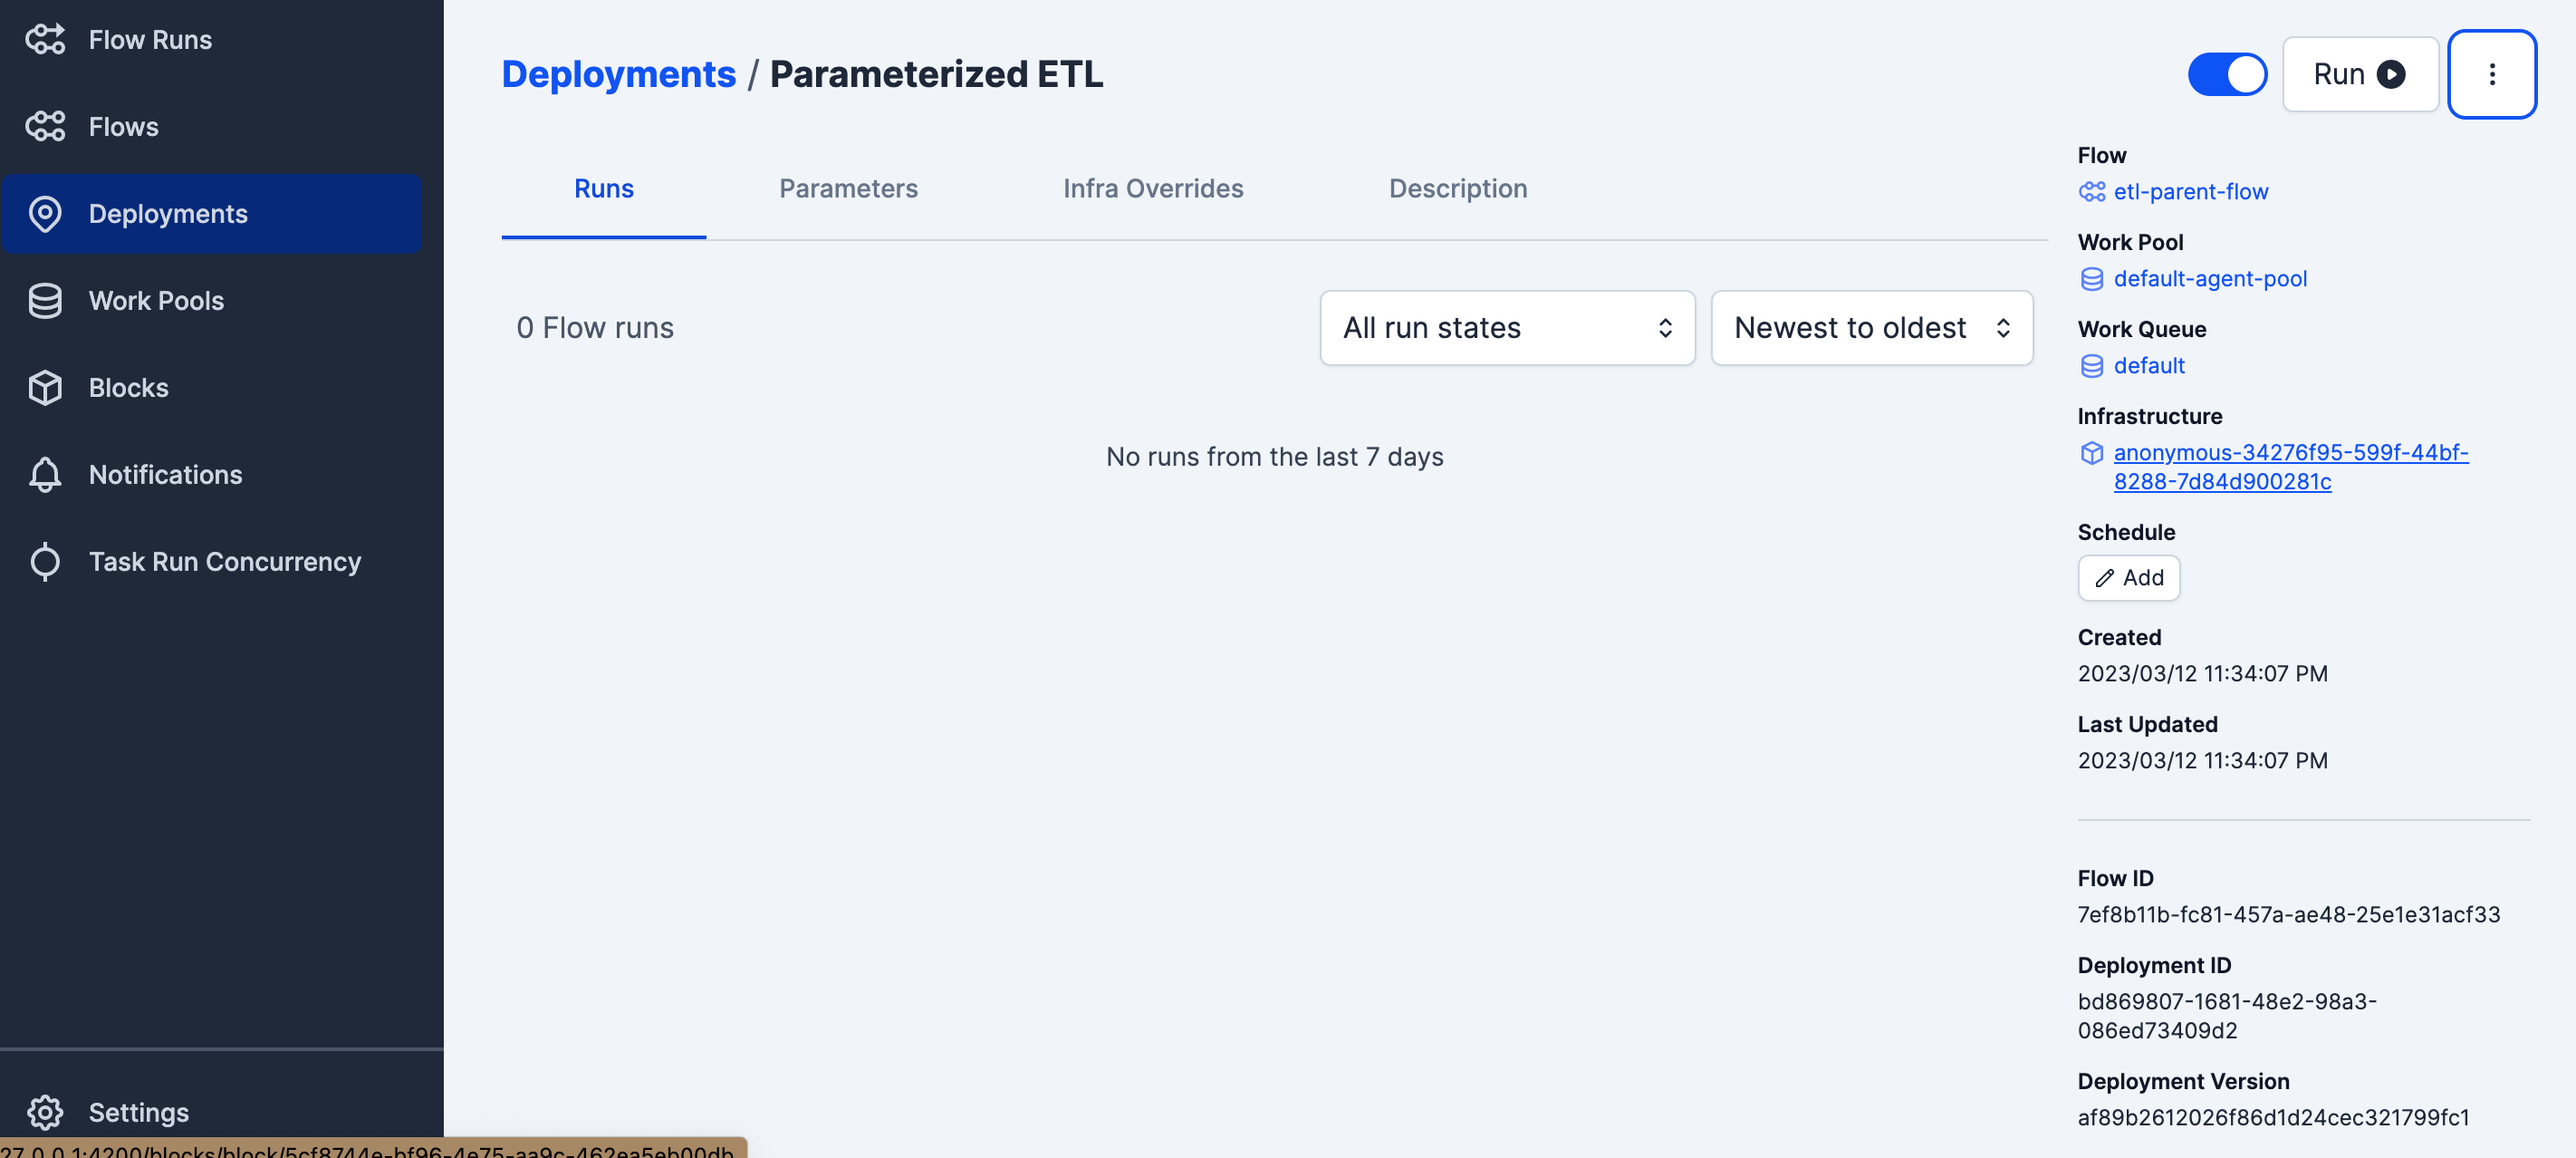 Flow Runs
Flows
Deployments
Work Pools
Blocks
Notifications
Task Run Concurrency
Settings
27.0.0.1:4200/blocks/block/5cf8744e-bf96-4e75-aa9c-462ea5eb00db
Deployments / Parameterized ETL
Run
Runs Parameters Infra Overrides Description
0 Flow runs
All run states
Newest to oldest
No runs from the last 7 days
Flow
etl-parent-flow
Work Pool
default-agent-pool
Work Queue
default
Infrastructure
anonymous-34276f95-599f-44bf-
8288-7d84d900281c
Schedule
Add
Created
2023/03/12 11:34:07 PM
Last Updated
2023/03/12 11:34:07 PM
Flow ID
7ef8b11b-fc81-457a-ae48-25e1e31acf33
Deployment ID
bd869807-1681-48e2-98a3-
086ed73409d2
Deployment Version
af89b2612026f86d1d24cec321799fc1